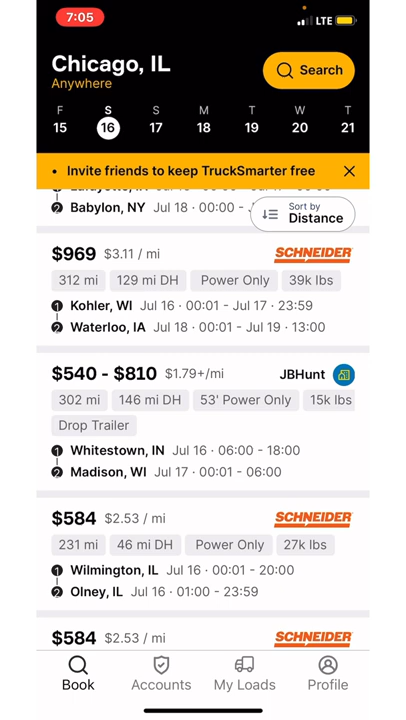 7:05
LTE
Chicago, IL
Search
Anywhere
F S S M T W T
15 16 17 18 19 20 21
• Invite friends to keep TruckSmarter free
2 Babylon, NY Jul 18 · 00:00 -
Sort by
Distance
$969 $3.11 / mi SCHNEIDER
312 mi 129 mi DH Power Only 39k lbs
1 Kohler, WI Jul 16 · 00:01 - Jul 17 · 23:59
2 Waterloo, IA Jul 18 · 00:01 - Jul 19 · 13:00
$540 - $810 $1.79+/mi JBHunt
302 mi 146 mi DH 53' Power Only 15k lbs
Drop Trailer
1 Whitestown, IN Jul 16 · 06:00 - 18:00
2 Madison, WI Jul 17 · 00:01 - 06:00
$584 $2.53 / mi SCHNEIDER
231 mi 46 mi DH Power Only 27k lbs
1 Wilmington, IL Jul 16 · 00:01 - 20:00
2 Olney, IL Jul 16 · 01:00 - 23:59
$584 $2.53 / mi SCHNEIDER
Book Accounts My Loads Profile